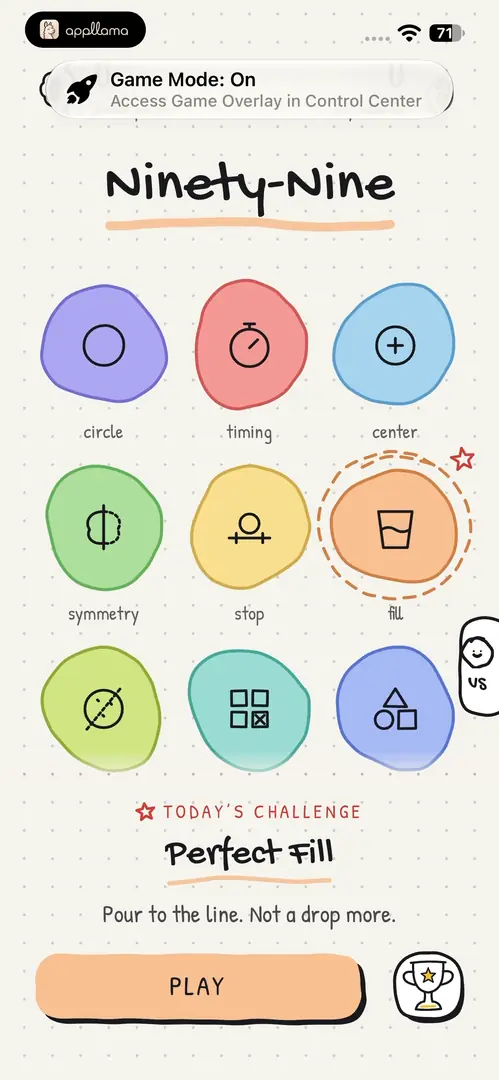 appllama
71
Game Mode: On
Access Game Overlay in Control Center
Ninety-Nine
circle
timing
center
symmetry
stop
fill
VS
TODAY'S CHALLENGE
Perfect Fill
Pour to the line. Not a drop more.
PLAY